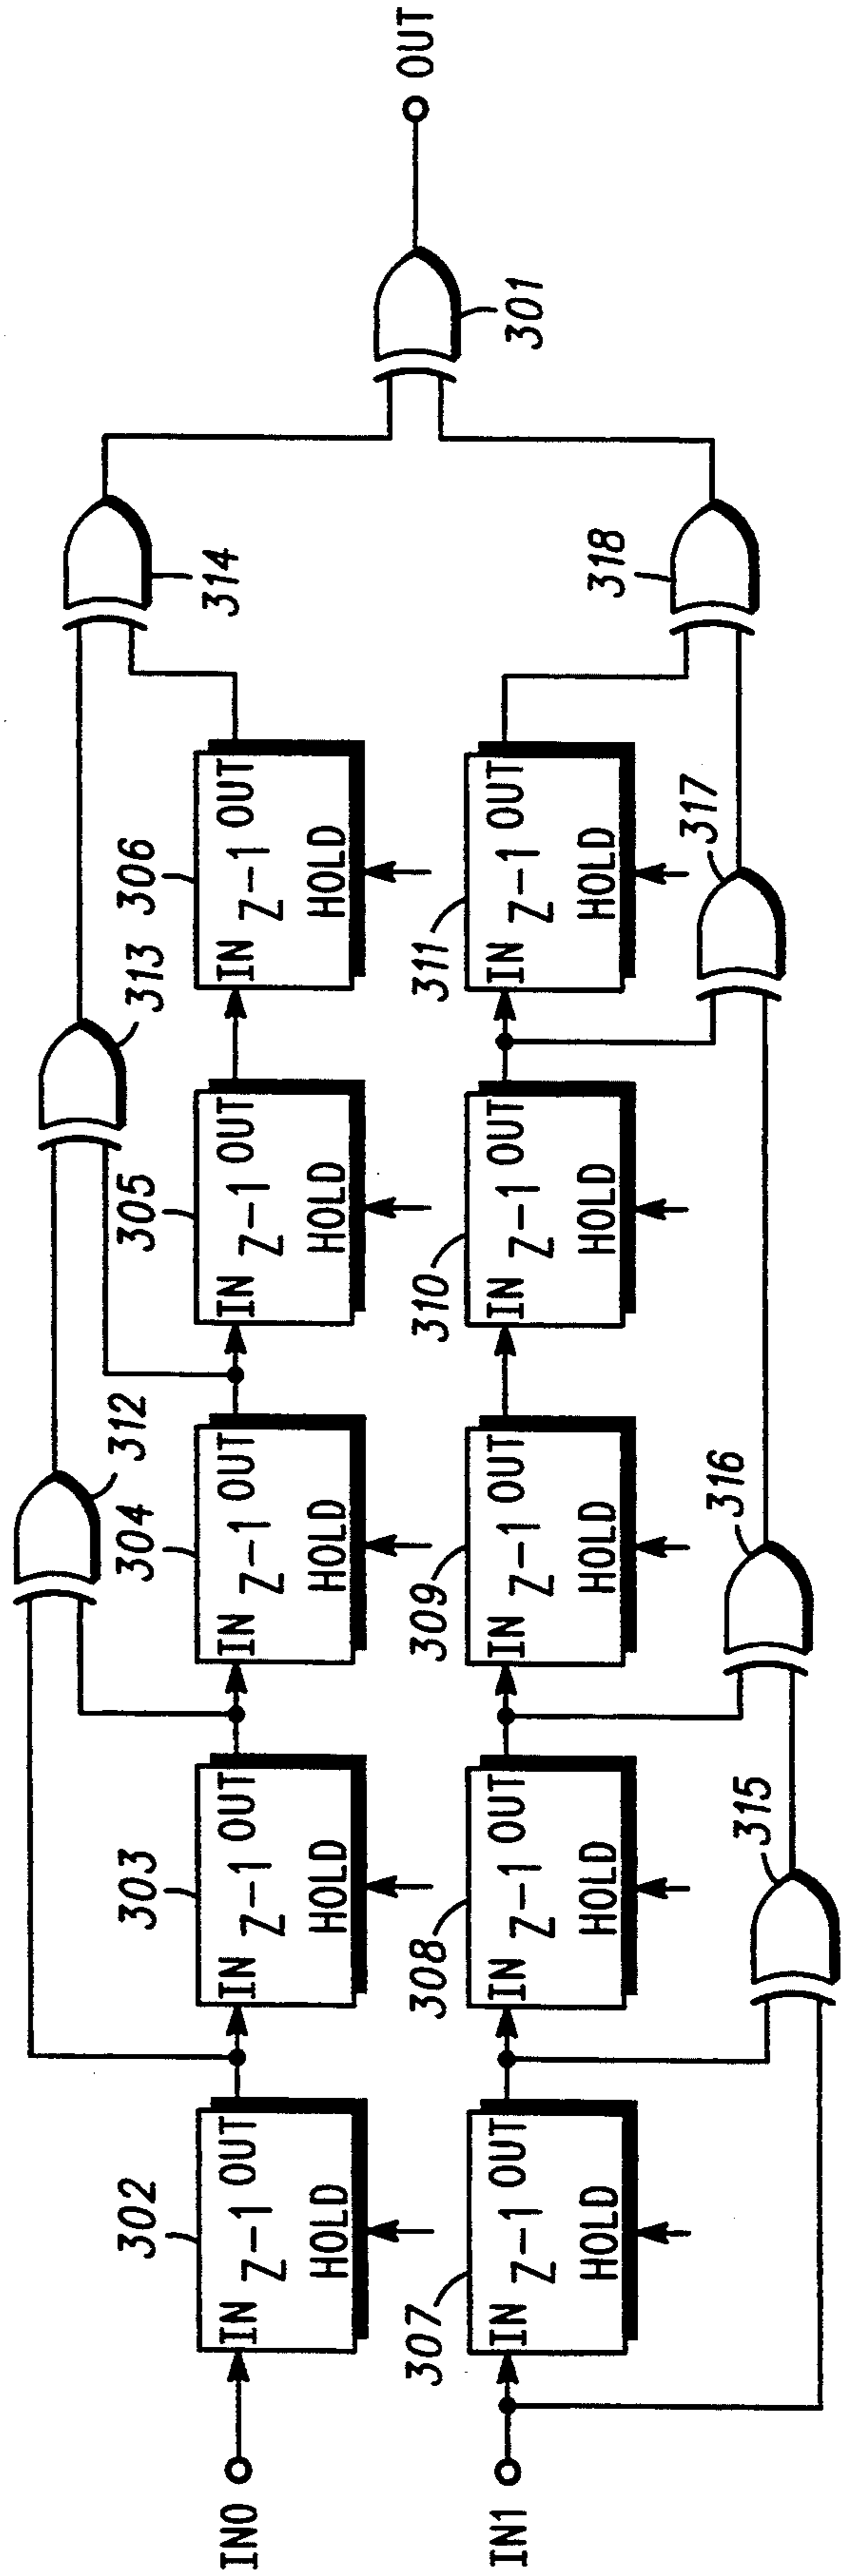 OUT
301
314
318
313
306
311
317
IN Z-1 OUT HOLD
IN Z-1 OUT HOLD
312
305
310
316
IN Z-1 OUT HOLD
IN Z-1 OUT HOLD
304
309
315
IN Z-1 OUT HOLD
IN Z-1 OUT HOLD
303
308
IN Z-1 OUT HOLD
IN Z-1 OUT HOLD
302
307
IN Z-1 OUT HOLD
IN Z-1 OUT HOLD
IN0
IN1